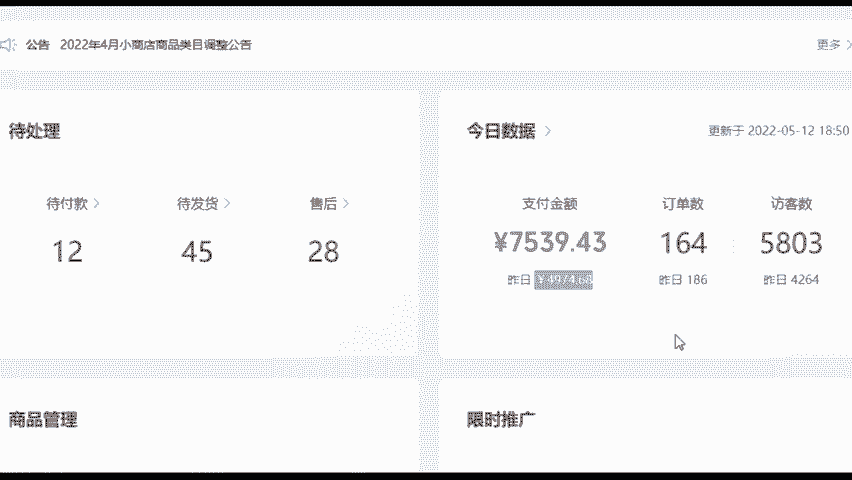 公告 2022年4月小商店商品类目调整公告 更多
待处理
待付款 待发货 售后
12 45 28
今日数据 更新于 2022-05-12 18:50
支付金额 订单数 访客数
¥7539.43 164 5803
昨日 昨日 186 昨日 4264
商品管理
限时推广